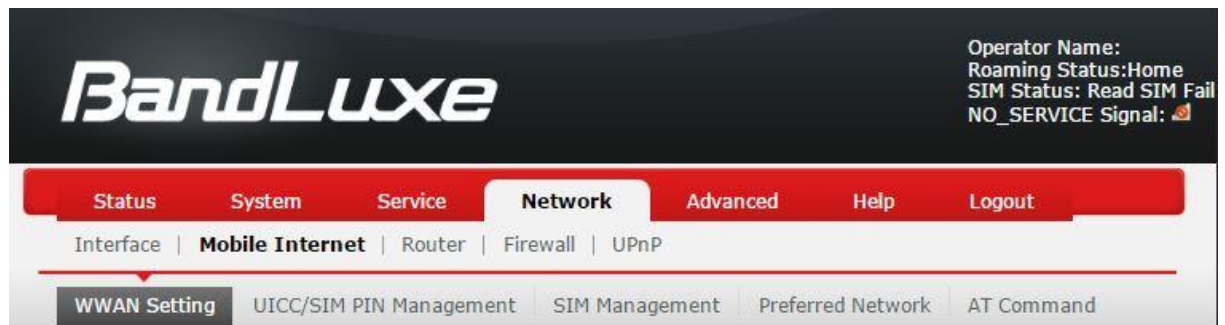 BandLuxe
Operator Name:
Roaming Status:Home
SIM Status: Read SIM Fail
NO_SERVICE Signal:
Status System Service Network Advanced Help Logout
Interface | Mobile Internet | Router | Firewall | UPnP
WWAN Setting UICC/SIM PIN Management SIM Management Preferred Network AT Command